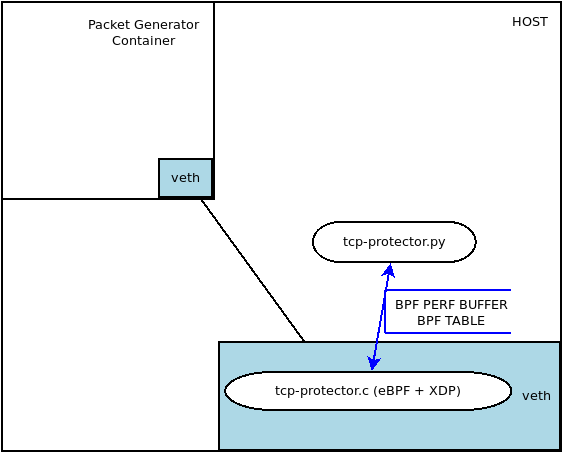 Packet Generator
Container
HOST
veth
tcp-protector.py
BPF PERF BUFFER
BPF TABLE
tcp-protector.c (eBPF + XDP)
veth